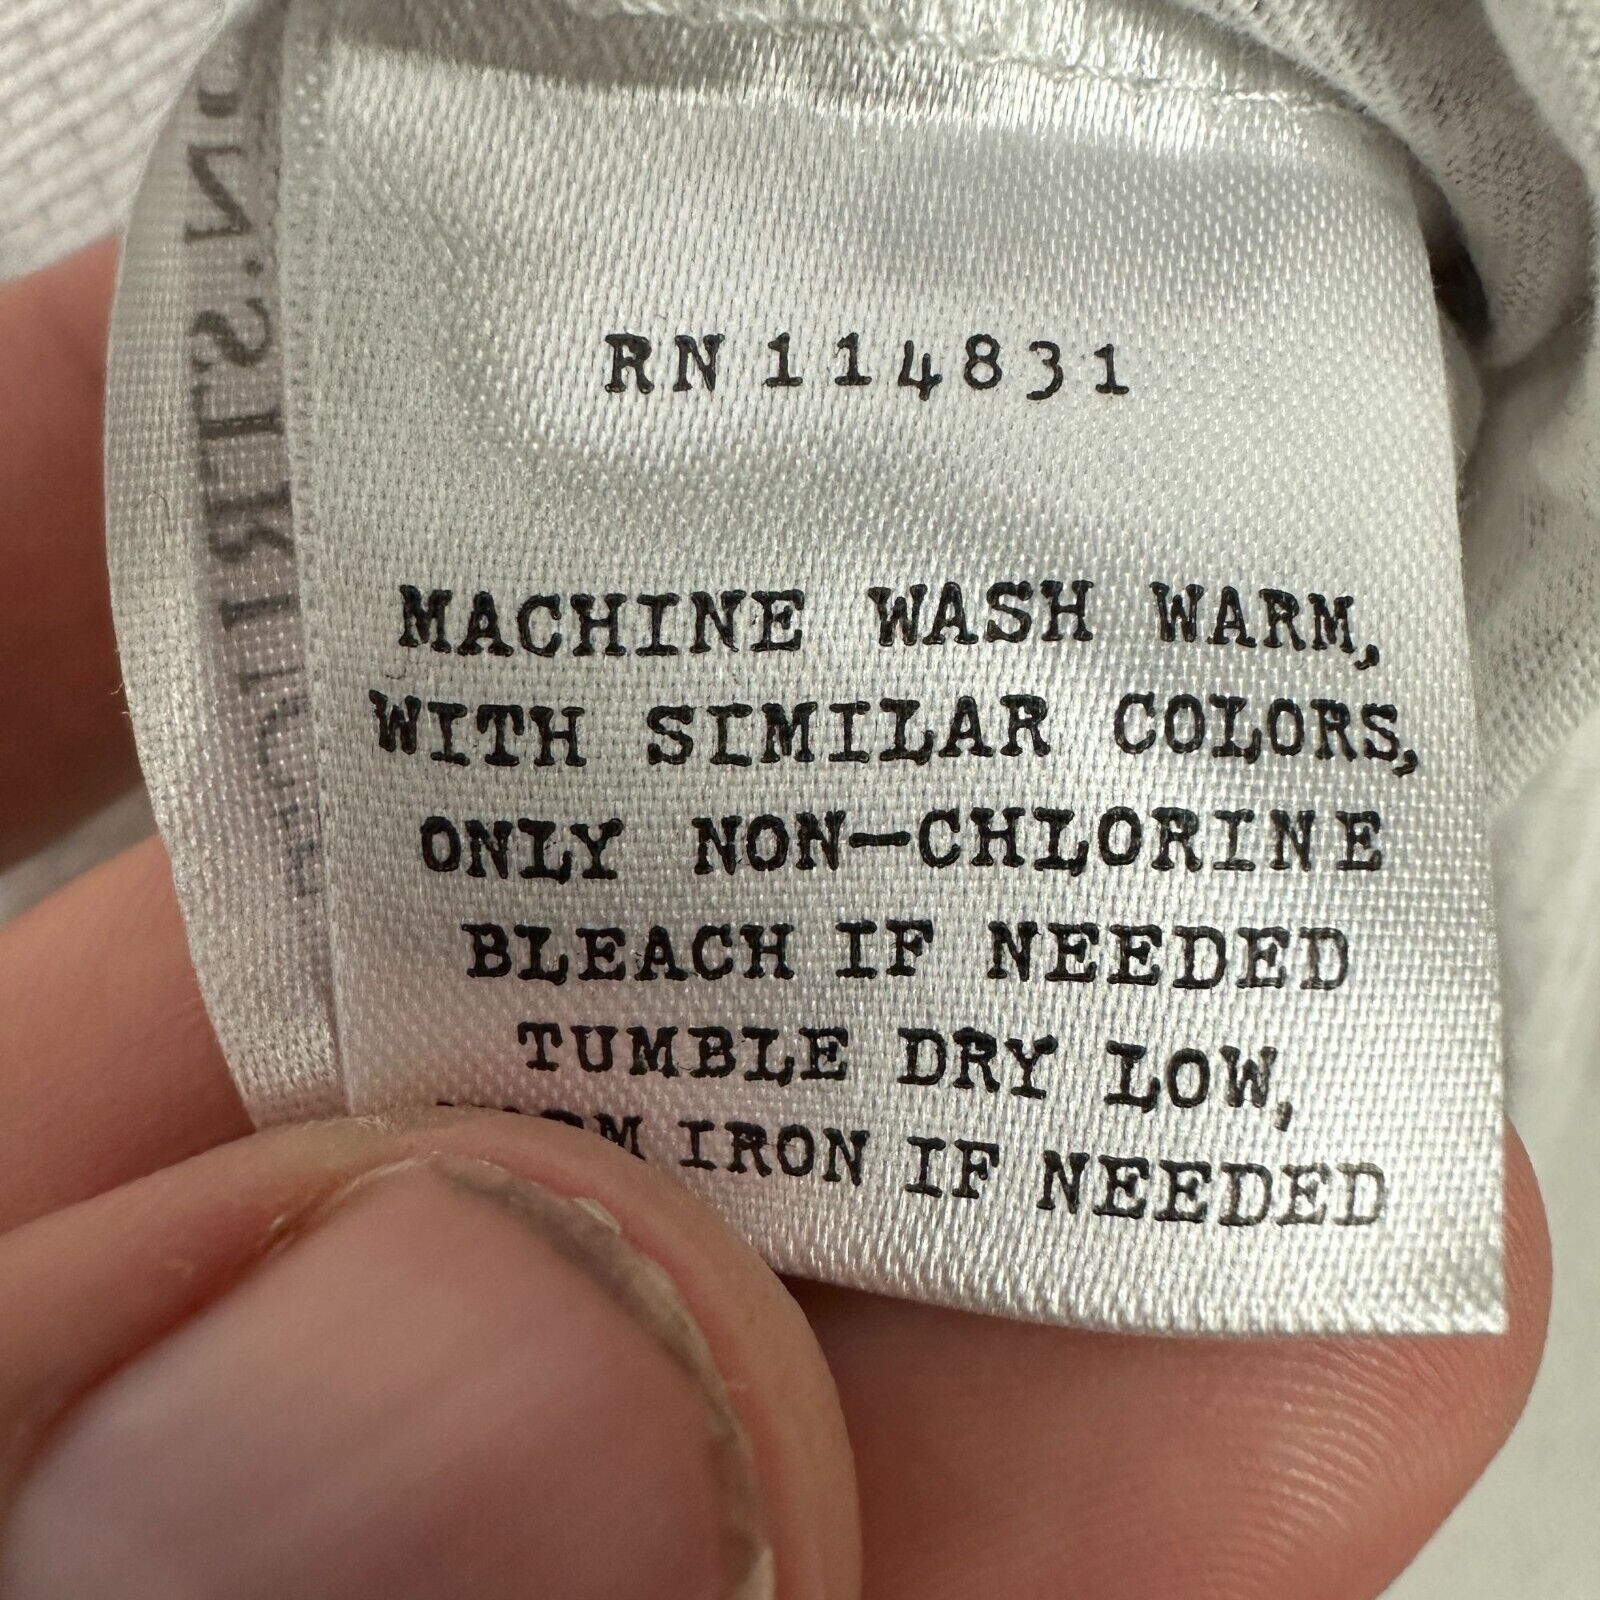 RN 114831
MACHINE WASH WARM,
WITH SIMILAR COLORS,
ONLY NON-CHLORINE
BLEACH IF NEEDED
TUMBLE DRY LOW,
IRON IF NEEDED